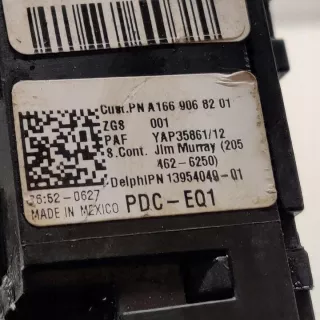 Cust.PN A166 906 82 01
ZGS 001
PAF YAP35861/12
S.Cont. Jim Murray (205
462-6250)
DelphiPN 13954049-01
26:52-0627
MADE IN MEXICO PDC-EQ1